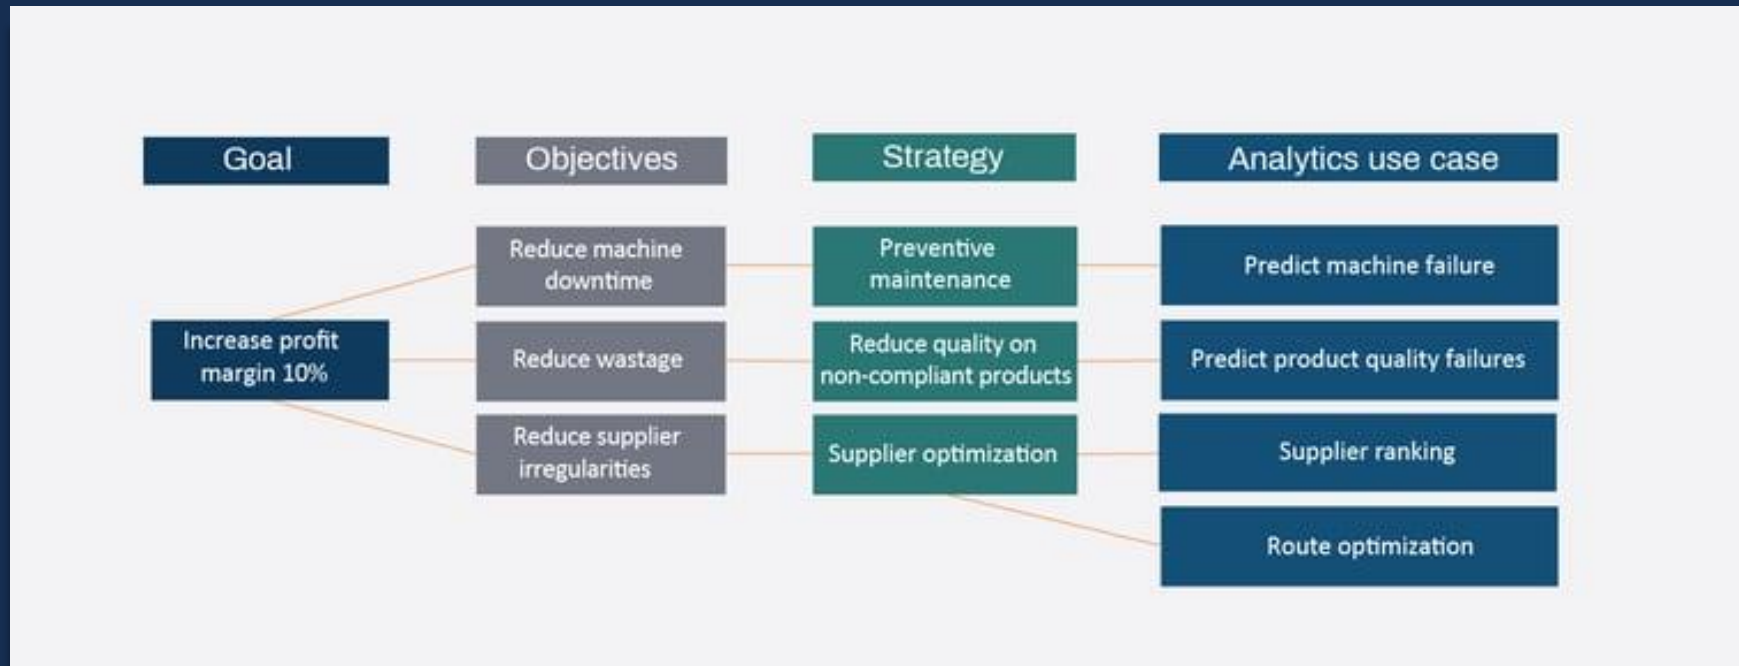 Goal
Objectives
Strategy
Analytics use case
Increase profit
margin 10%
Reduce machine
downtime
Preventive
maintenance
Predict machine failure
Reduce wastage
Reduce quality on
non-compliant products
Predict product quality failures
Reduce supplier
irregularities
Supplier optimization
Supplier ranking
Route optimization